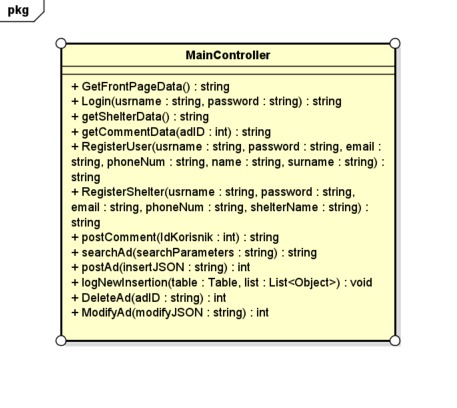 pkg
MainController
+ GetFrontPageData() : string
+ Login(usrname : string, password : string) : string
+ getShelterData() : string
+ getCommentData(adID : int) : string
+ RegisterUser(usrname : string, password : string, email :
string, phoneNum : string, name : string, surname : string) :
string
+ RegisterShelter(usrname : string, password : string,
email : string, phoneNum : string, shelterName : string) :
string
+ postComment(IdKorisnik : int) : string
+ searchAd(searchParameters : string) : string
+ postAd(insertJSON : string) : int
+ logNewInsertion(table : Table, list : List<Object>) : void
+ DeleteAd(adID : string) : int
+ ModifyAd(modifyJSON : string) : int